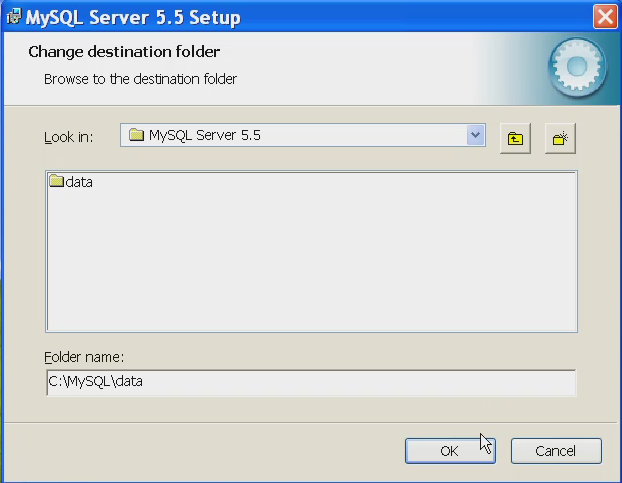 MySQL Server 5.5 Setup
Change destination folder
Browse to the destination folder
Look in:
MySQL Server 5.5
data
Folder name:
C:\MySQL\data
OK
Cancel